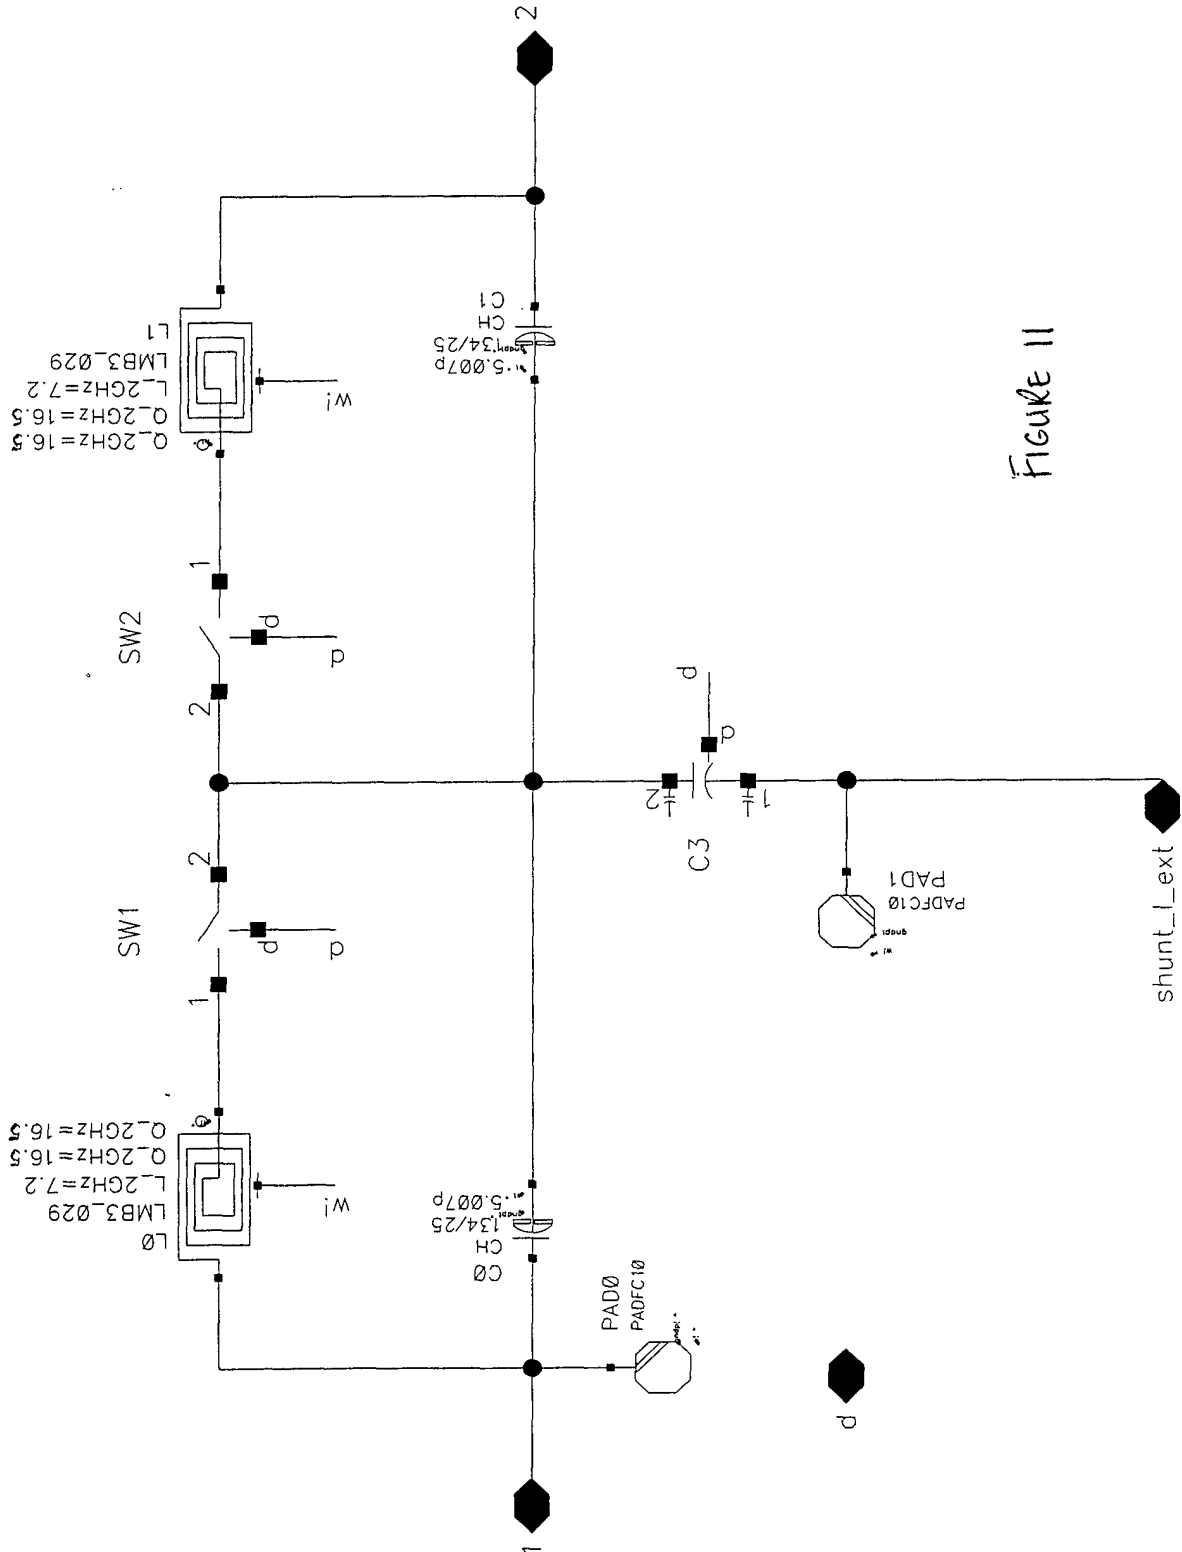 2
L1
LMB3_029
L_2GHz=7.2
Q_2GHz=16.5
Q_2GHz=16.5
w!
C1
CH
134/25
5.007p
SW2
1
2
d
d
SW1
2
1
d
d
L0
LMB3_029
L_2GHz=7.2
Q_2GHz=16.5
Q_2GHz=16.5
w!
C0
CH
134/25
5.007p
C3
2
1
d
d
PAD1
PADFC10
gndpl
w!
PAD0
PADFC10
gndpl
1
d
shunt_l_ext
FIGURE 11